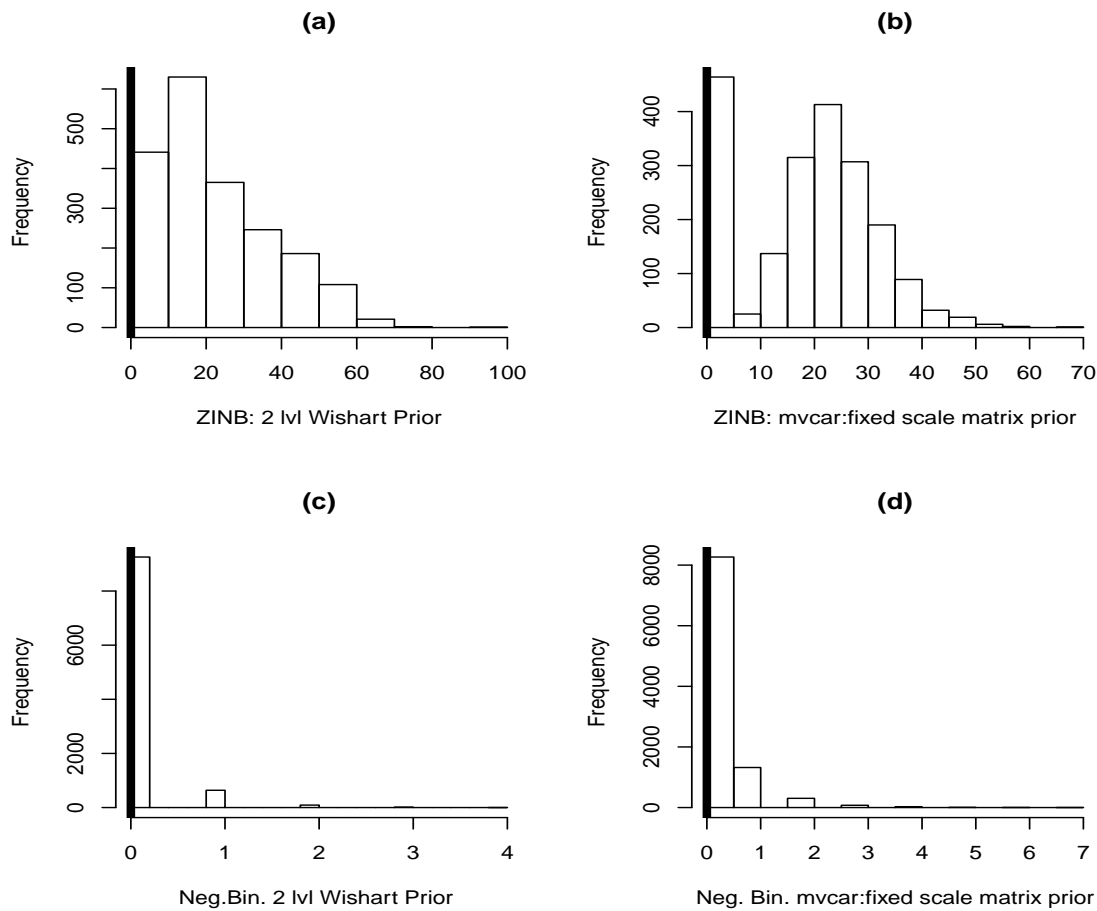 (a)
Frequency
0 100 300 500
0 20 40 60 80 100
ZINB: 2 lvl Wishart Prior
(b)
Frequency
0 100 200 300 400
0 10 20 30 40 50 60 70
ZINB: mvcar:fixed scale matrix prior
(c)
Frequency
0 2000 6000
0 1 2 3 4
Neg.Bin. 2 lvl Wishart Prior
(d)
Frequency
0 2000 4000 6000 8000
0 1 2 3 4 5 6 7
Neg. Bin. mvcar:fixed scale matrix prior